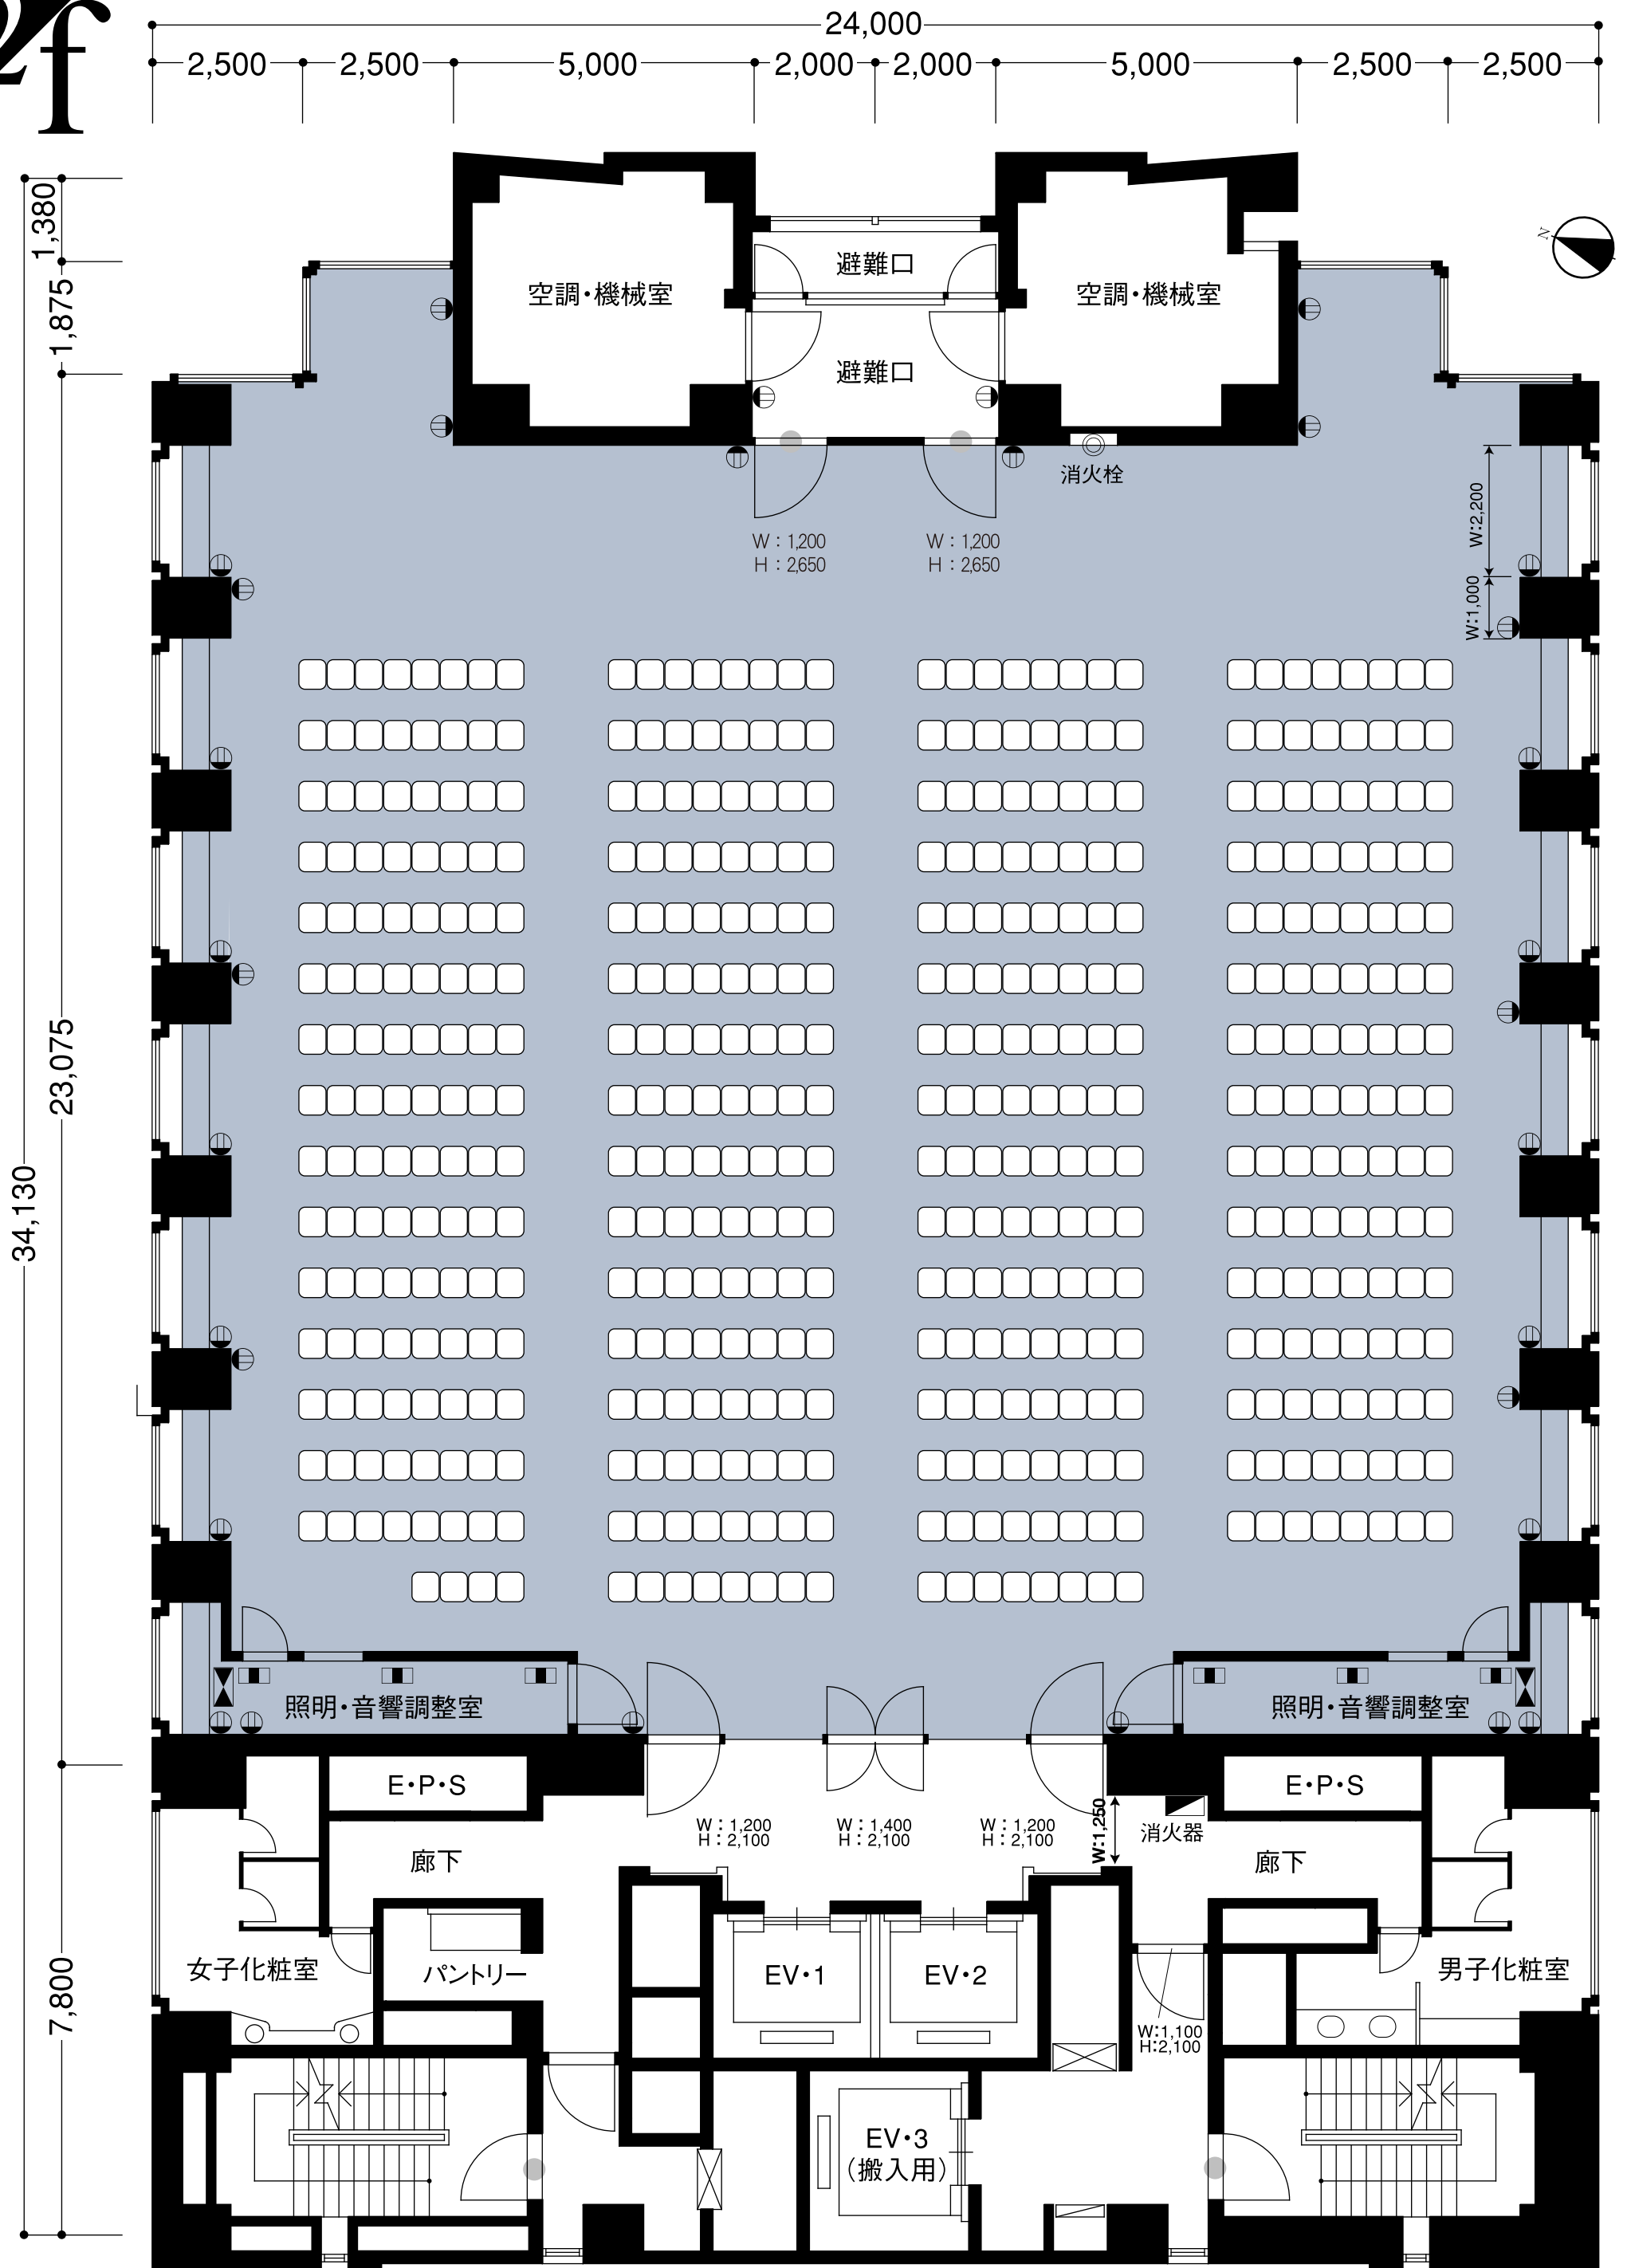 2f
24,000
2,500 2,500 5,000 2,000 2,000 5,000 2,500 2,500
1,380
1,875
23,075
34,130
7,800
N
避難口
空調・機械室
空調・機械室
避難口
消火栓
W：1,200
H：2,650
W：1,200
H：2,650
W:2,200
W:1,000
照明・音響調整室
照明・音響調整室
E・P・S
E・P・S
W：1,200
H：2,100
W：1,400
H：2,100
W：1,200
H：2,100
W:1,250
消火器
廊下
廊下
女子化粧室
パントリー
EV・1
EV・2
男子化粧室
W:1,100
H:2,100
EV・3
（搬入用）